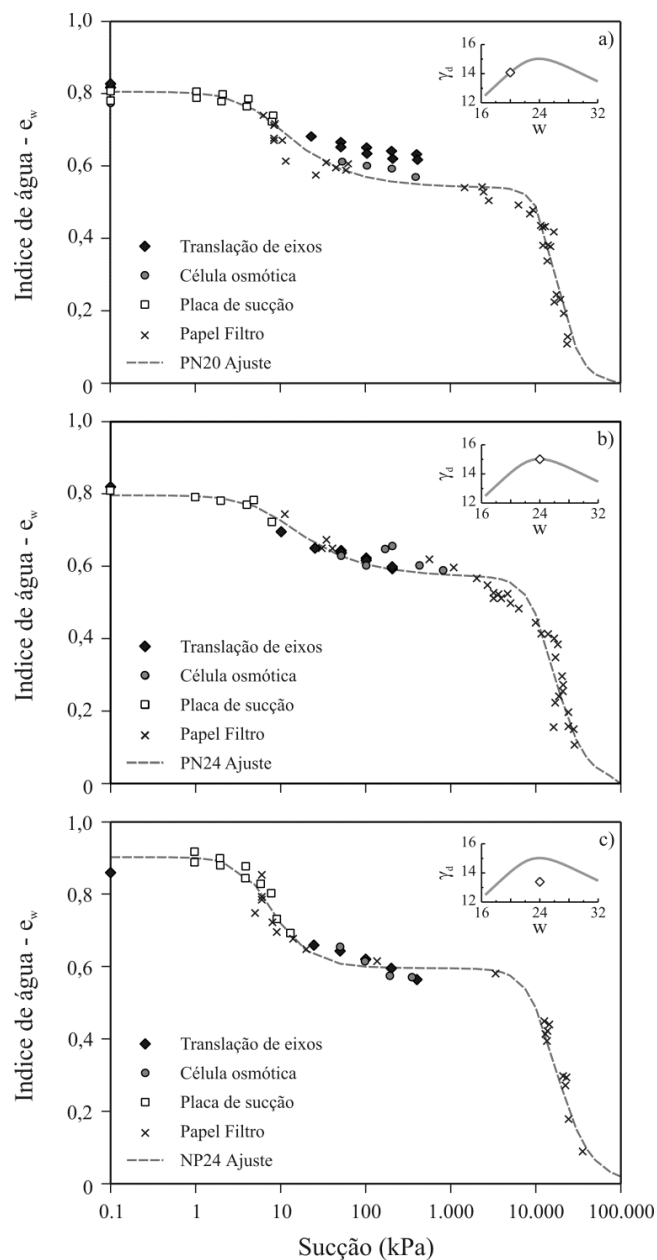 1,0
0,8
0,6
0,4
0,2
0
Indice de água - e_w
a)
γ_d
16
14
12
16 24 32
W
Translação de eixos
Célula osmótica
Placa de sucção
Papel Filtro
PN20 Ajuste
1,0
0,8
0,6
0,4
0,2
0
Indice de água - e_w
b)
γ_d
16
14
12
16 24 32
W
Translação de eixos
Célula osmótica
Placa de sucção
Papel Filtro
PN24 Ajuste
1,0
0,8
0,6
0,4
0,2
0
Indice de água - e_w
c)
γ_d
16
14
12
16 24 32
W
Translação de eixos
Célula osmótica
Placa de sucção
Papel Filtro
NP24 Ajuste
0.1 1 10 100 1.000 10.000 100.000
Sucção (kPa)